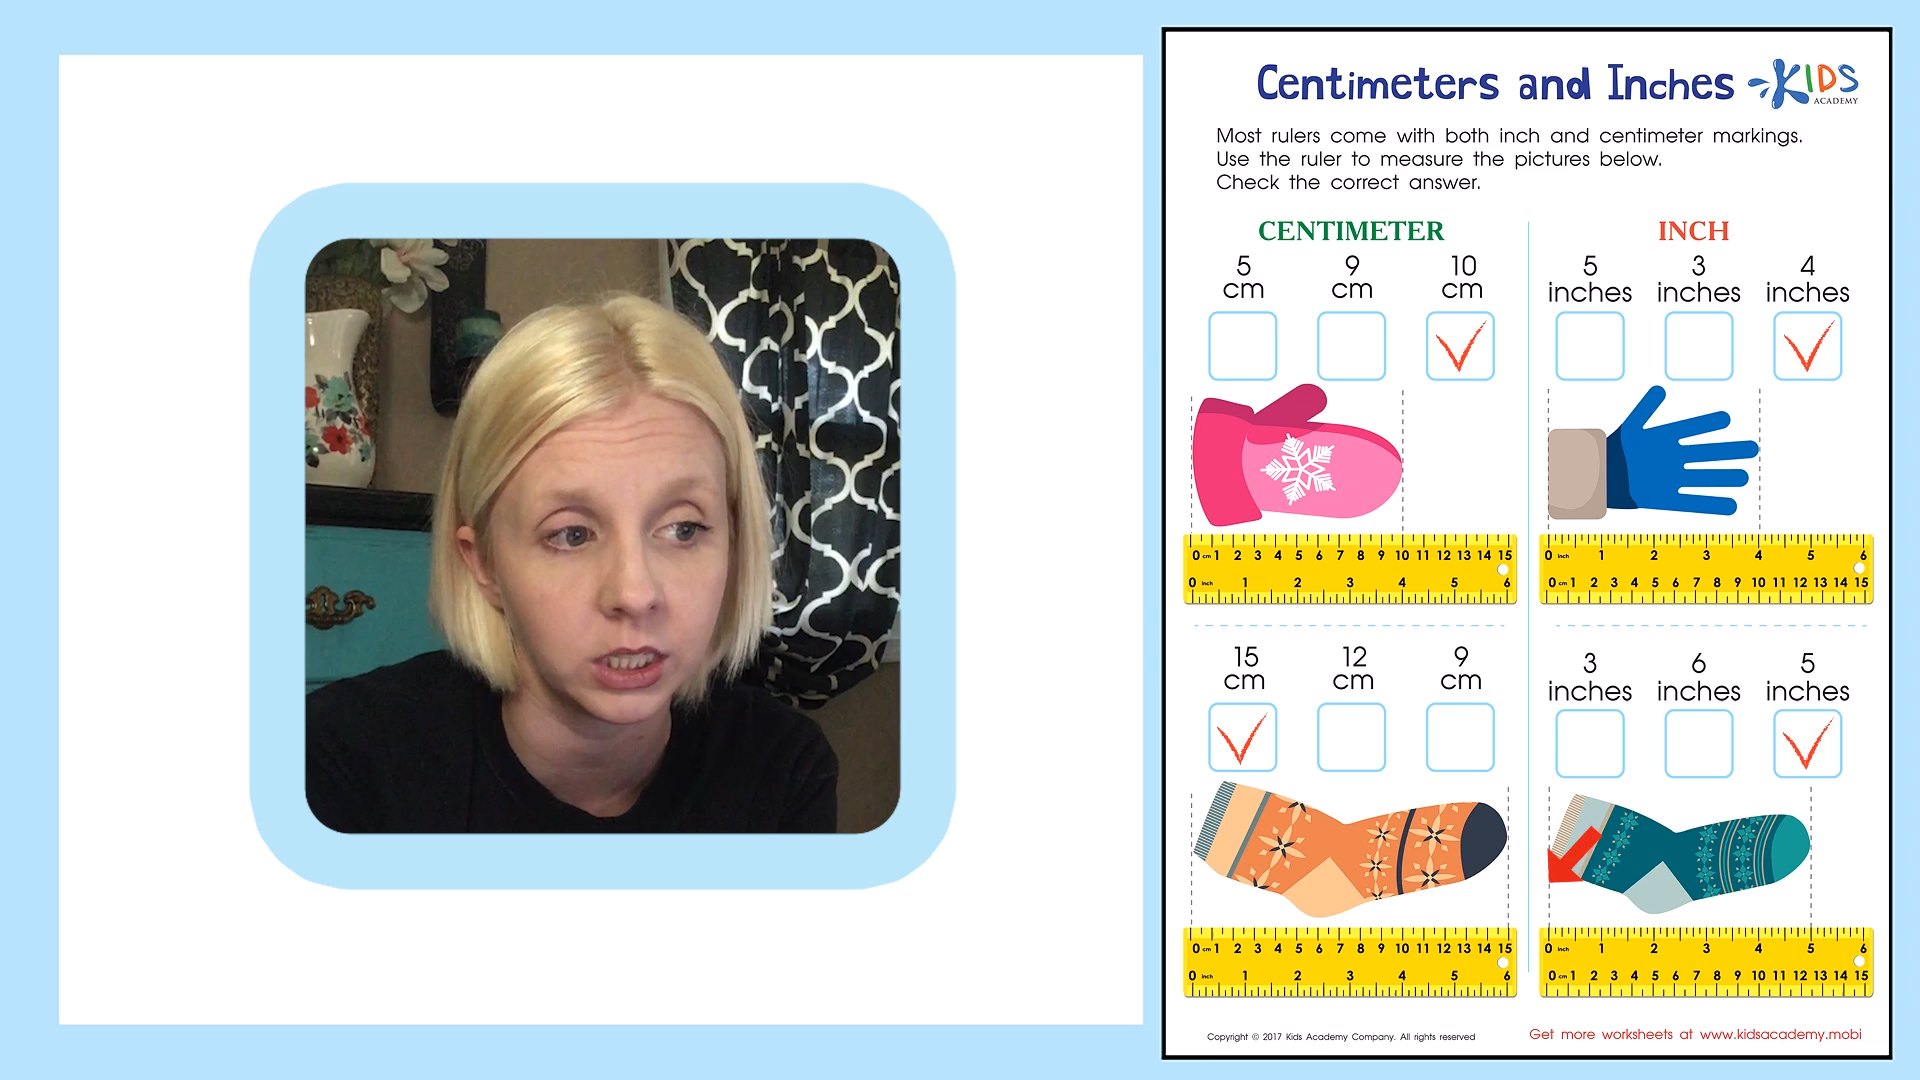 Centimeters and Inches
KIDS
ACADEMY
Most rulers come with both inch and centimeter markings.
Use the ruler to measure the pictures below.
Check the correct answer.
CENTIMETER
5 cm
9 cm
10 cm
0 cm 1 2 3 4 5 6 7 8 9 10 11 12 13 14 15
0 inch 1 2 3 4 5 6
INCH
5 inches
3 inches
4 inches
0 inch 1 2 3 4 5 6
0 cm 1 2 3 4 5 6 7 8 9 10 11 12 13 14 15
15 cm
12 cm
9 cm
0 cm 1 2 3 4 5 6 7 8 9 10 11 12 13 14 15
0 inch 1 2 3 4 5 6
3 inches
6 inches
5 inches
0 inch 1 2 3 4 5 6
0 cm 1 2 3 4 5 6 7 8 9 10 11 12 13 14 15
Copyright © 2017 Kids Academy Company. All rights reserved
Get more worksheets at www.kidsacademy.mobi